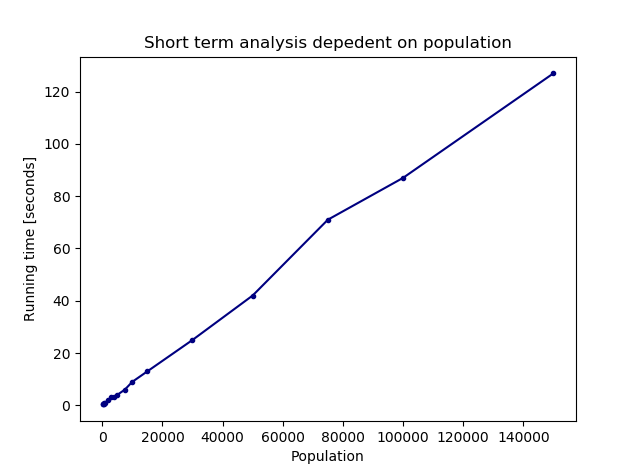 Short term analysis depedent on population
120
100
80
60
40
20
0
Running time [seconds]
0 20000 40000 60000 80000 100000 120000 140000
Population